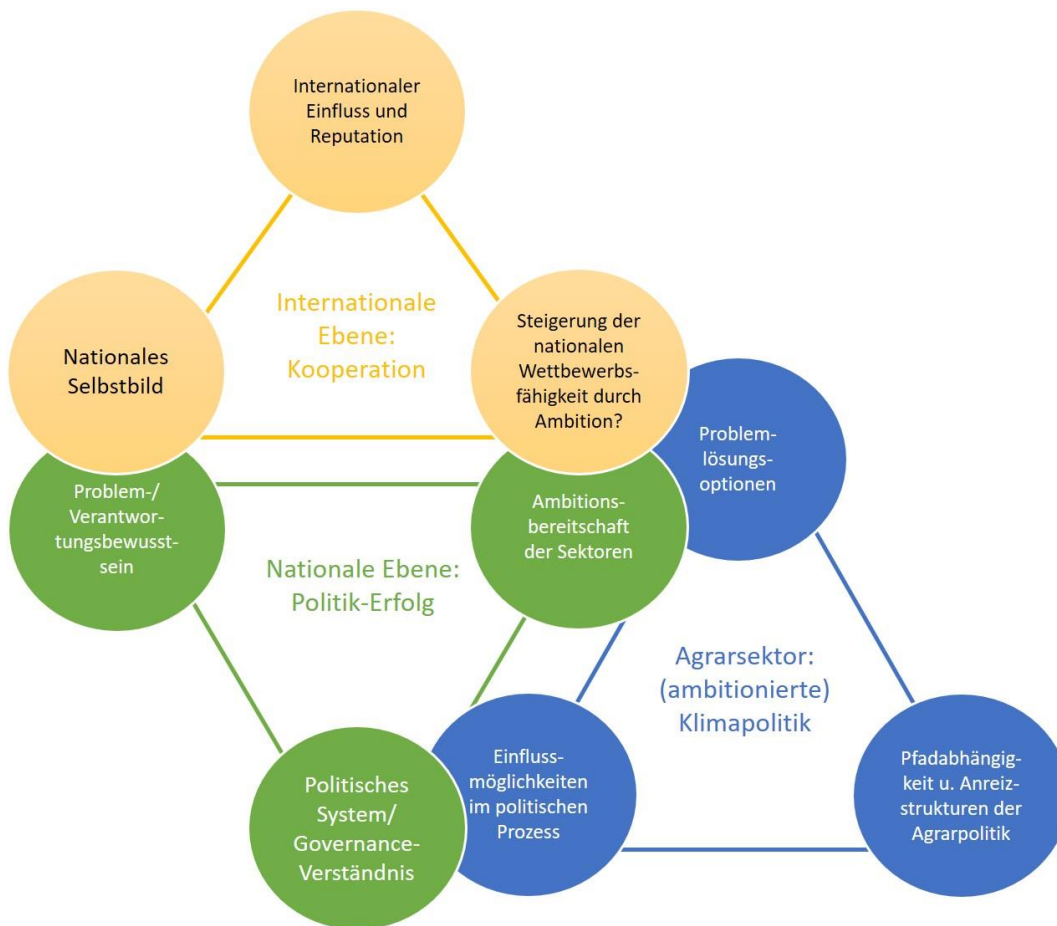 Internationaler
Einfluss und
Reputation
Internationale
Ebene:
Kooperation
Nationales
Selbstbild
Steigerung der
nationalen
Wettbewerbs-
fähigkeit durch
Ambition?
Problem-
lösungs-
optionen
Problem-/
Verantwor-
tungsbewusst-
sein
Ambitions-
bereitschaft
der Sektoren
Nationale Ebene:
Politik-Erfolg
Agrarsektor:
(ambitionierte)
Klimapolitik
Politisches
System/
Governance-
Verständnis
Einfluss-
möglichkeiten
im politischen
Prozess
Pfadabhängig-
keit u. Anreiz-
strukturen der
Agrarpolitik